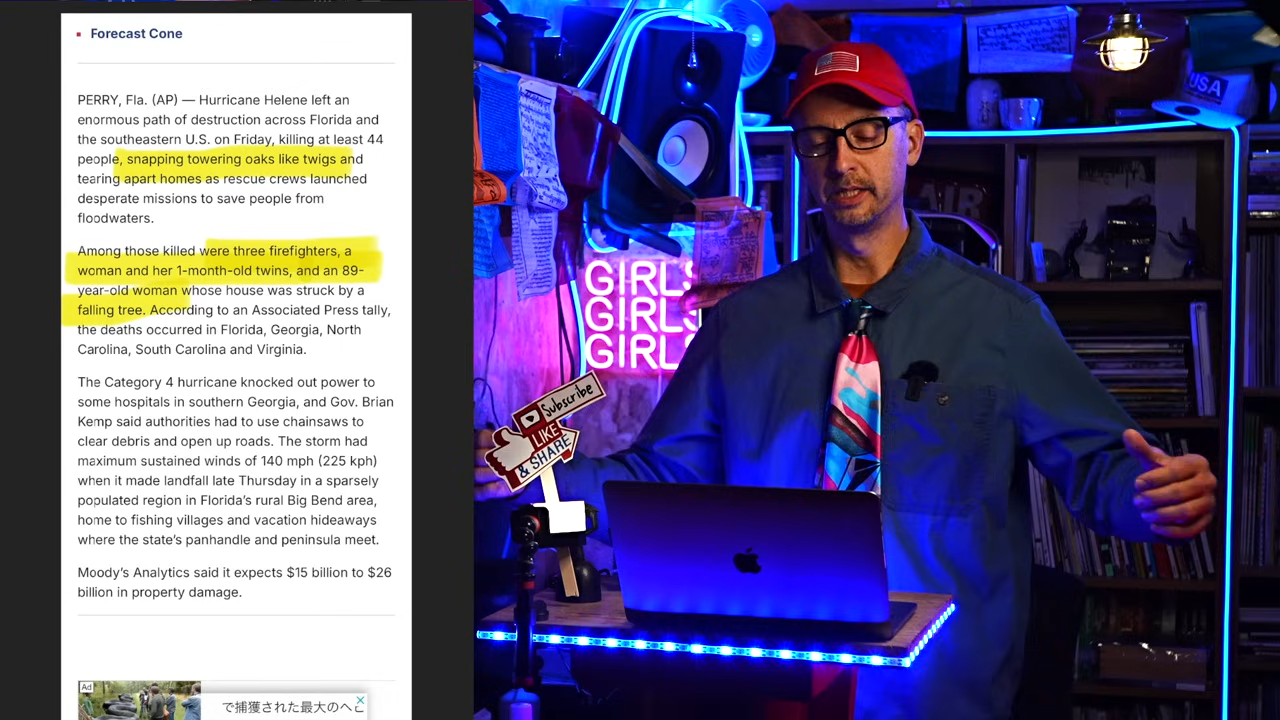 Forecast Cone
PERRY, Fla. (AP) — Hurricane Helene left an
enormous path of destruction across Florida and
the southeastern U.S. on Friday, killing at least 44
people, snapping towering oaks like twigs and
tearing apart homes as rescue crews launched
desperate missions to save people from
floodwaters.
Among those killed were three firefighters, a
woman and her 1-month-old twins, and an 89-
year-old woman whose house was struck by a
falling tree. According to an Associated Press tally,
the deaths occurred in Florida, Georgia, North
Carolina, South Carolina and Virginia.
The Category 4 hurricane knocked out power to
some hospitals in southern Georgia, and Gov. Brian
Kemp said authorities had to use chainsaws to
clear debris and open up roads. The storm had
maximum sustained winds of 140 mph (225 kph)
when it made landfall late Thursday in a sparsely
populated region in Florida's rural Big Bend area,
home to fishing villages and vacation hideaways
where the state's panhandle and peninsula meet.
Moody's Analytics said it expects $15 billion to $26
billion in property damage.
Ad
で捕獲された最大のへこ
USA
GIRLS
GIRLS
GIRLS
Subscribe
LIKE
& SHARE